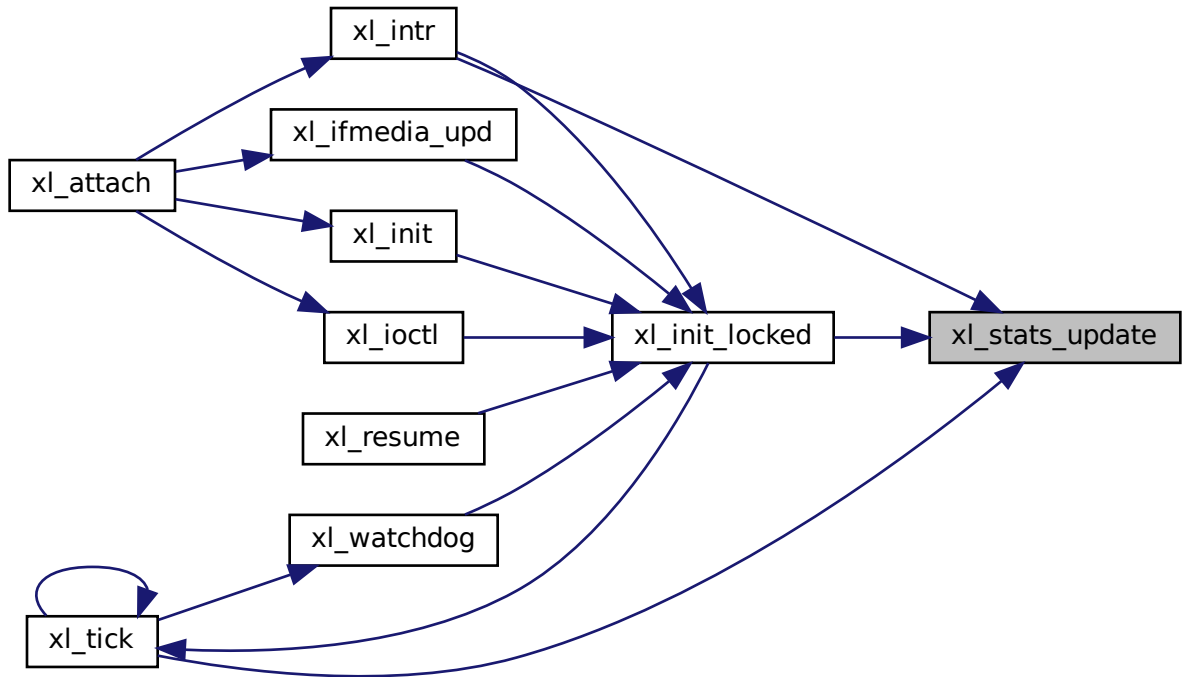 xl_intr
xl_ifmedia_upd
xl_attach
xl_init
xl_ioctl
xl_init_locked
xl_stats_update
xl_resume
xl_watchdog
xl_tick